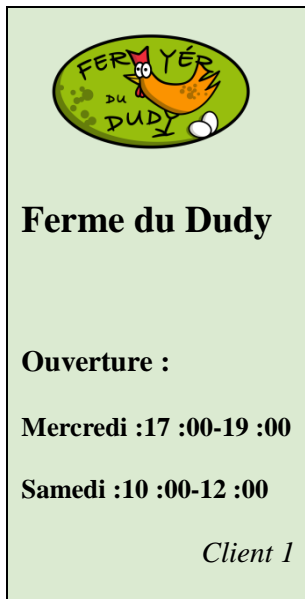 FERMYÉR
DU
DUDY
Ferme du Dudy
Ouverture :
Mercredi :17 :00-19 :00
Samedi :10 :00-12 :00
Client 1